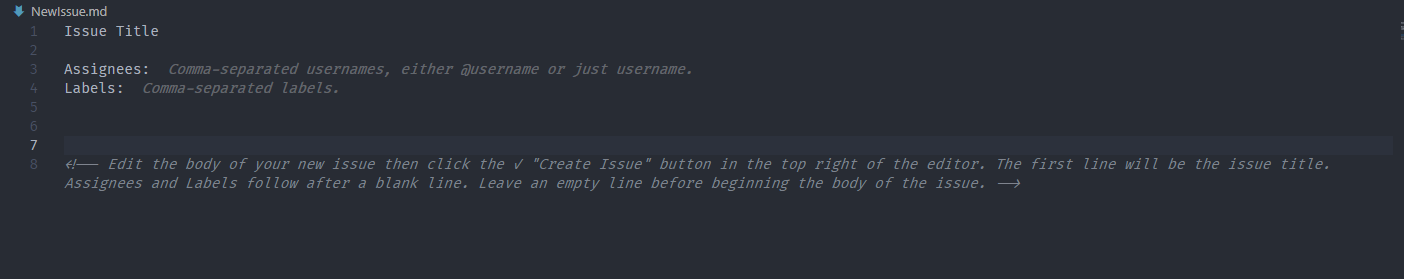 NewIssue.md
1 Issue Title
2
3 Assignees: Comma-separated usernames, either @username or just username.
4 Labels: Comma-separated labels.
5
6
7
8 <!-- Edit the body of your new issue then click the ✓ "Create Issue" button in the top right of the editor. The first line will be the issue title.
Assignees and Labels follow after a blank line. Leave an empty line before beginning the body of the issue. -->